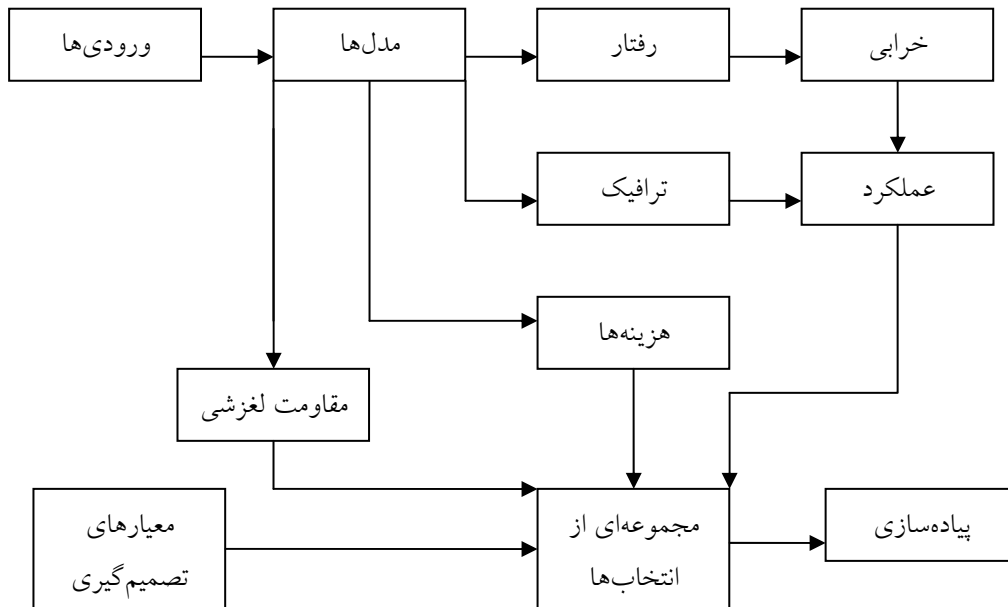 ورودی‌ها
مدل‌ها
رفتار
خرابی
ترافیک
عملکرد
هزینه‌ها
مقاومت لغزشی
معیارهای
تصمیم‌گیری
مجموعه‌ای از
انتخاب‌ها
پیاده‌سازی